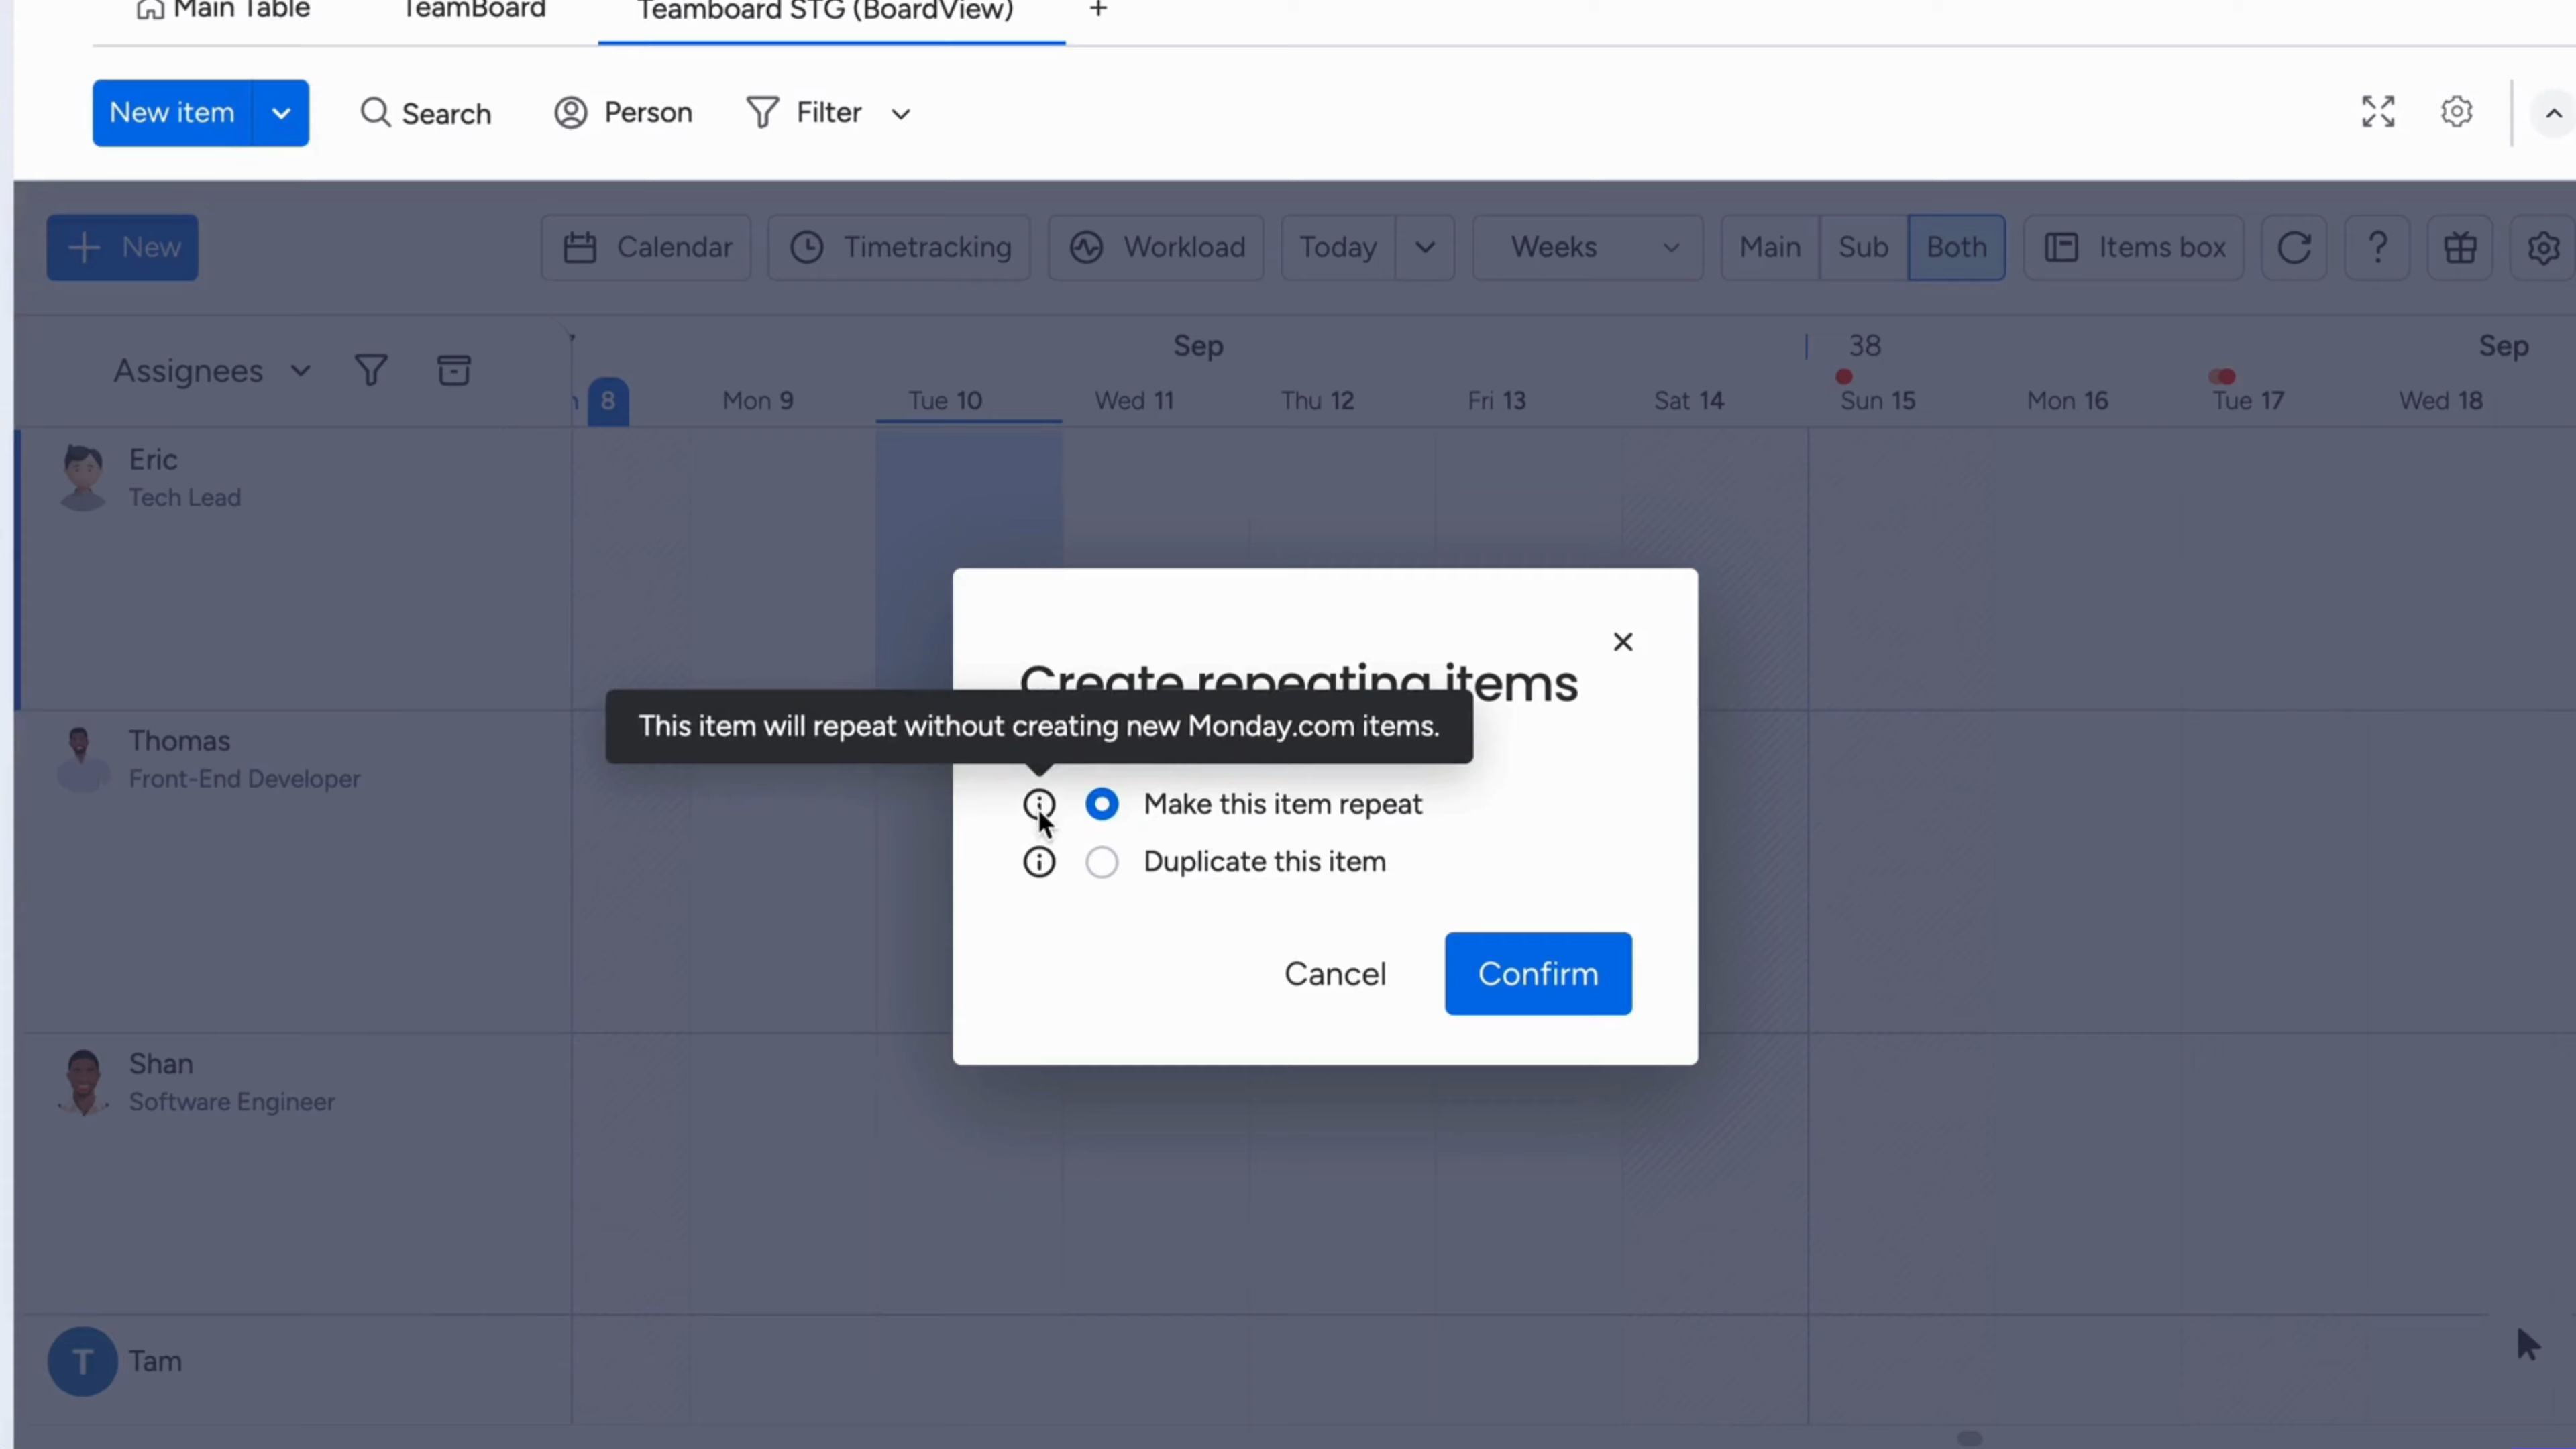 Main Table TeamBoard Teamboard STG (BoardView) +
New item Search Person Filter
New Calendar Timetracking Workload Today Weeks Main Sub Both Items box ?
Sep 38 Sep
Assignees
8 Mon 9 Tue 10 Wed 11 Thu 12 Fri 13 Sat 14 Sun 15 Mon 16 Tue 17 Wed 18
Eric
Tech Lead
Create repeating items
This item will repeat without creating new Monday.com items.
Thomas
Front-End Developer
Make this item repeat
Duplicate this item
Cancel Confirm
Shan
Software Engineer
T Tam